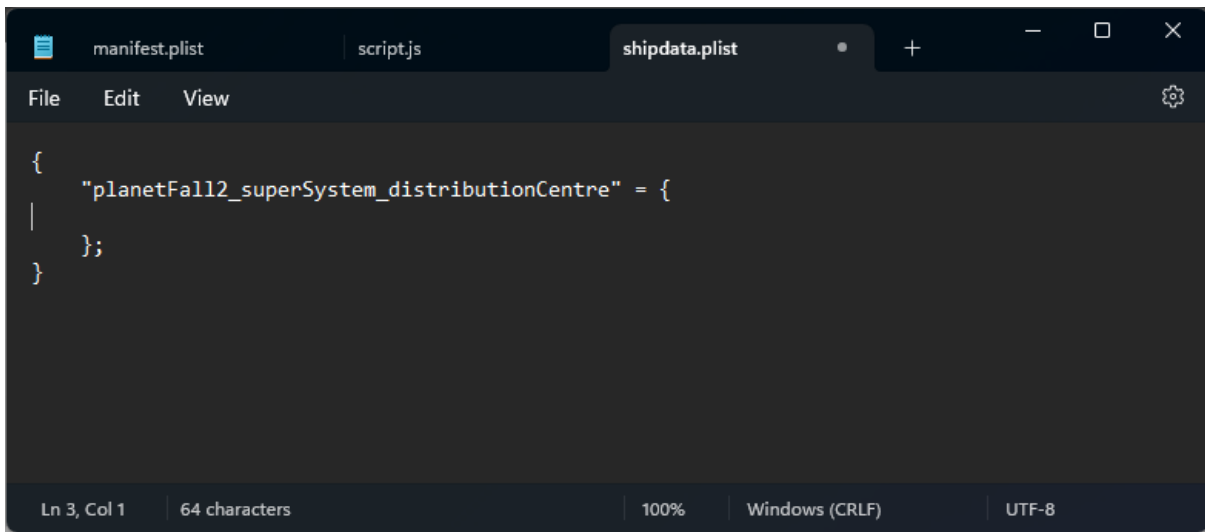 manifest.plist script.js shipdata.plist
File Edit View
{
"planetFall2_superSystem_distributionCentre" = {
};
}
Ln 3, Col 1 64 characters 100% Windows (CRLF) UTF-8